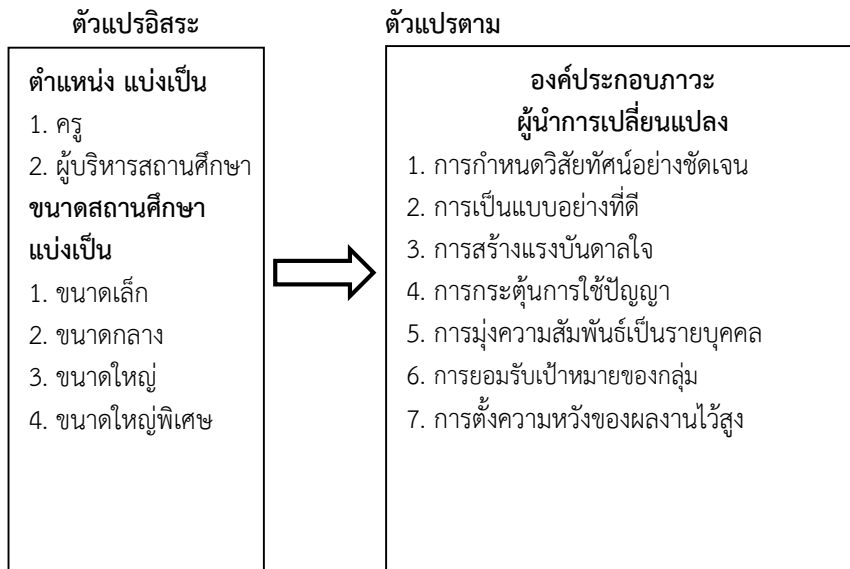 ตัวแปรอิสระ
ตำแหน่ง แบ่งเป็น
1. ครู
2. ผู้บริหารสถานศึกษา
ขนาดสถานศึกษา
แบ่งเป็น
1. ขนาดเล็ก
2. ขนาดกลาง
3. ขนาดใหญ่
4. ขนาดใหญ่พิเศษ
ตัวแปรตาม
องค์ประกอบภาวะ
ผู้นำการเปลี่ยนแปลง
1. การกำหนดวิสัยทัศน์อย่างชัดเจน
2. การเป็นแบบอย่างที่ดี
3. การสร้างแรงบันดาลใจ
4. การกระตุ้นการใช้ปัญญา
5. การมุ่งความสัมพันธ์เป็นรายบุคคล
6. การยอมรับเป้าหมายของกลุ่ม
7. การตั้งความหวังของผลงานไว้สูง